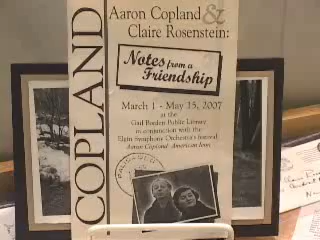 COPLAND
Aaron Copland &
Claire Rosenstein:
Notes from a
Friendship
March 1 - May 15, 2007
at the
Gail Borden Public Library
in conjunction with the
Elgin Symphony Orchestra's festival,
Aaron Copland: American Icon